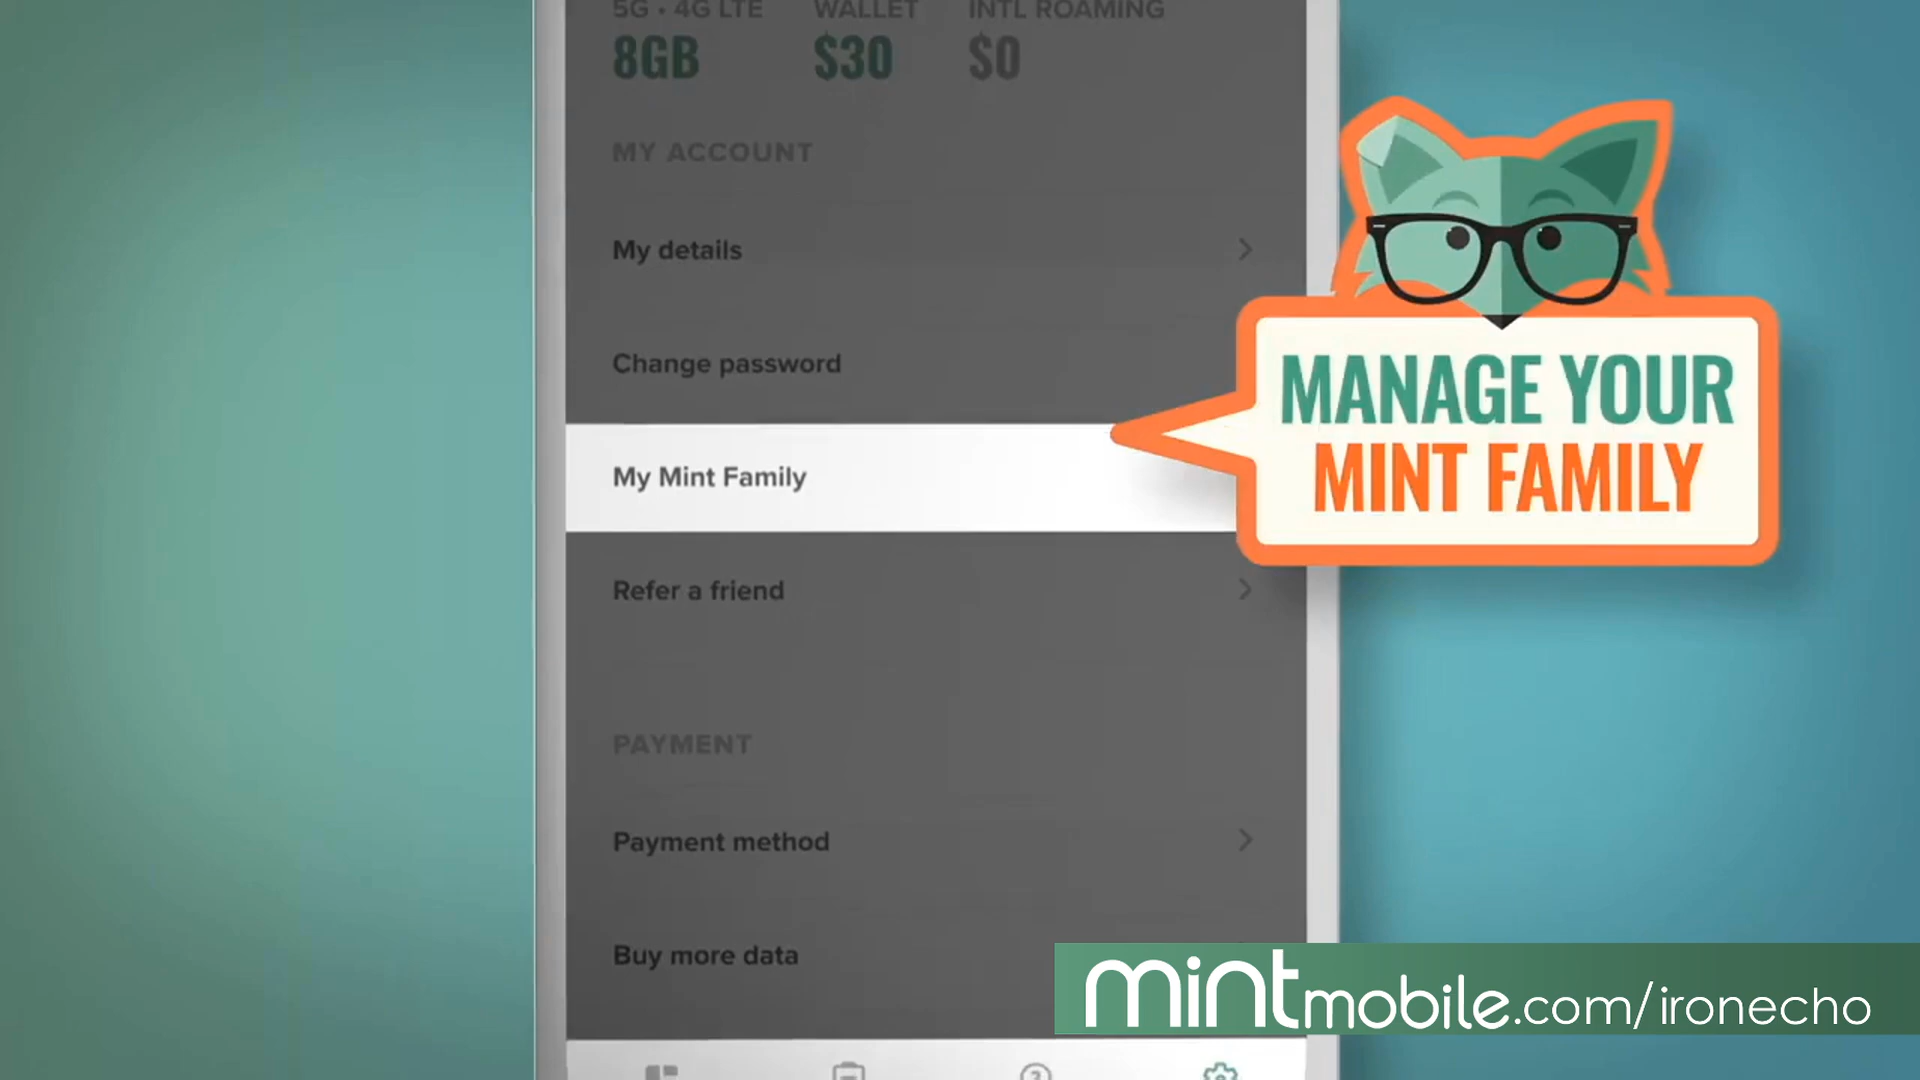 5G • 4G LTE WALLET INTL ROAMING
8GB $30 $0
MY ACCOUNT
My details
Change password
My Mint Family
MANAGE YOUR
MINT FAMILY
Refer a friend
PAYMENT
Payment method
Buy more data
mintmobile.com/ironecho